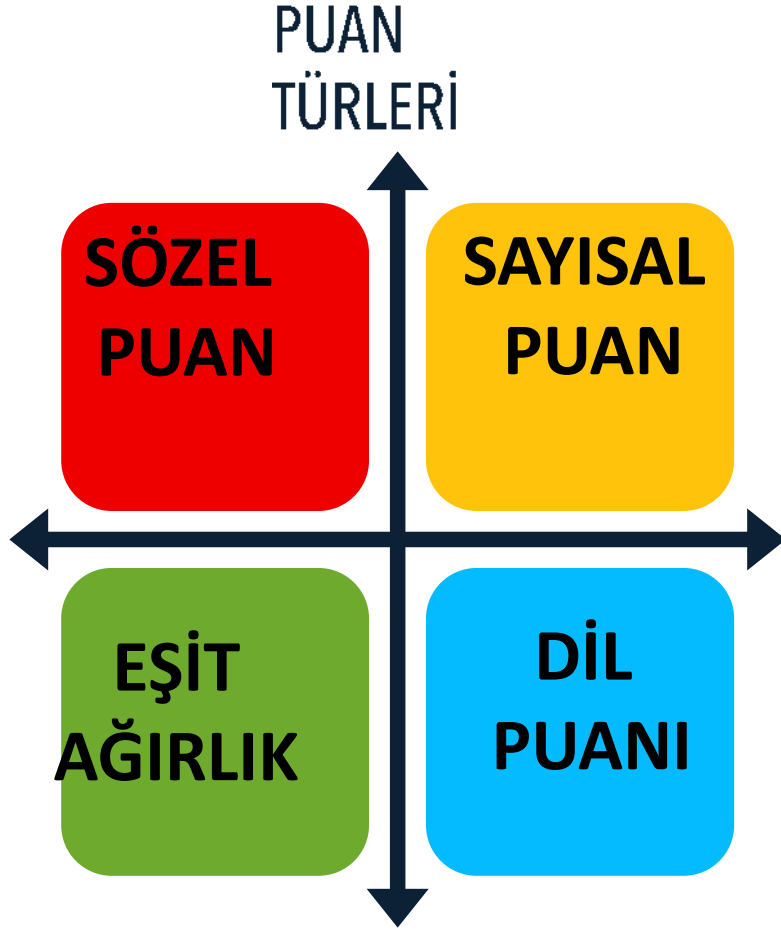 PUAN
TÜRLERİ
SÖZEL
PUAN
SAYISAL
PUAN
EŞİT
AĞIRLIK
DİL
PUANI